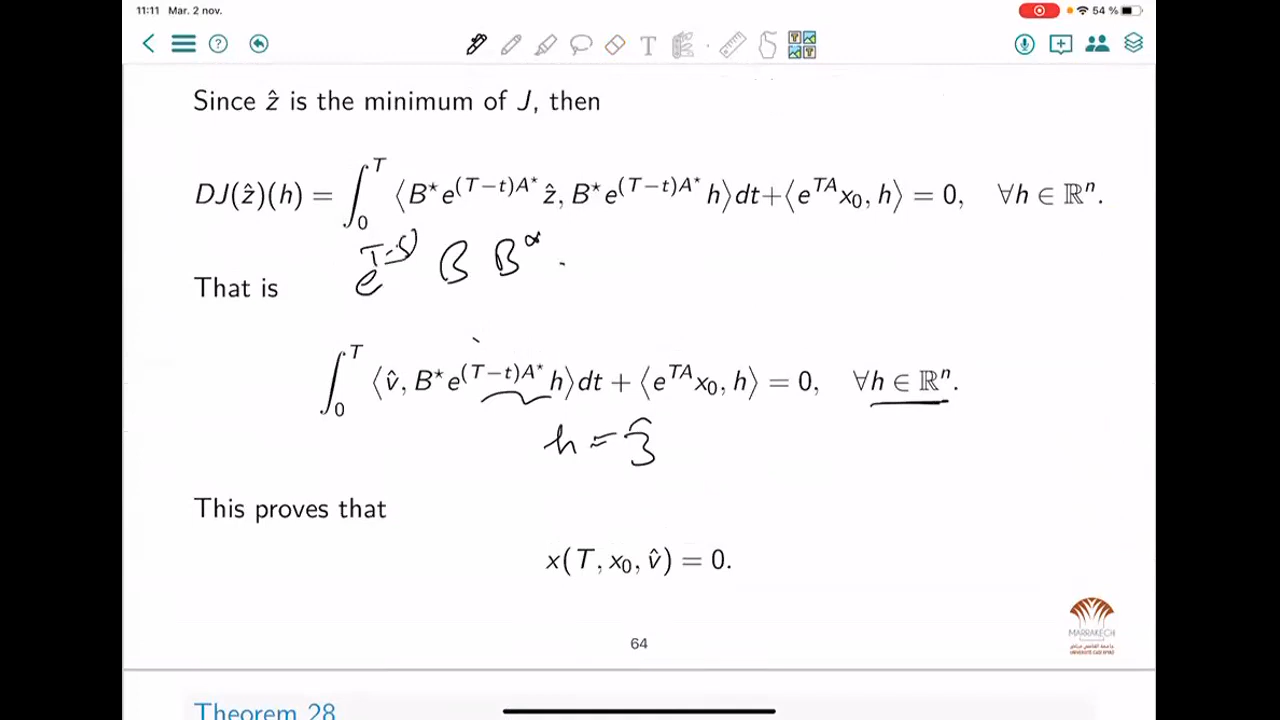 11:11 Mar. 2 nov. 54 %
Since ẑ is the minimum of J, then
DJ(ẑ)(h) = ∫₀ᵀ ⟨B* e^{(T−t)A*} ẑ, B* e^{(T−t)A*} h⟩dt + ⟨e^{TA} x₀, h⟩ = 0, ∀h ∈ ℝⁿ.
e^{T-s)} B B*
That is
∫₀ᵀ ⟨v̂, B* e^{(T−t)A*} h⟩dt + ⟨e^{TA} x₀, h⟩ = 0, ∀h ∈ ℝⁿ.
h = ẑ
This proves that
x(T, x₀, v̂) = 0.
MARRAKECH
64
Theorem 28